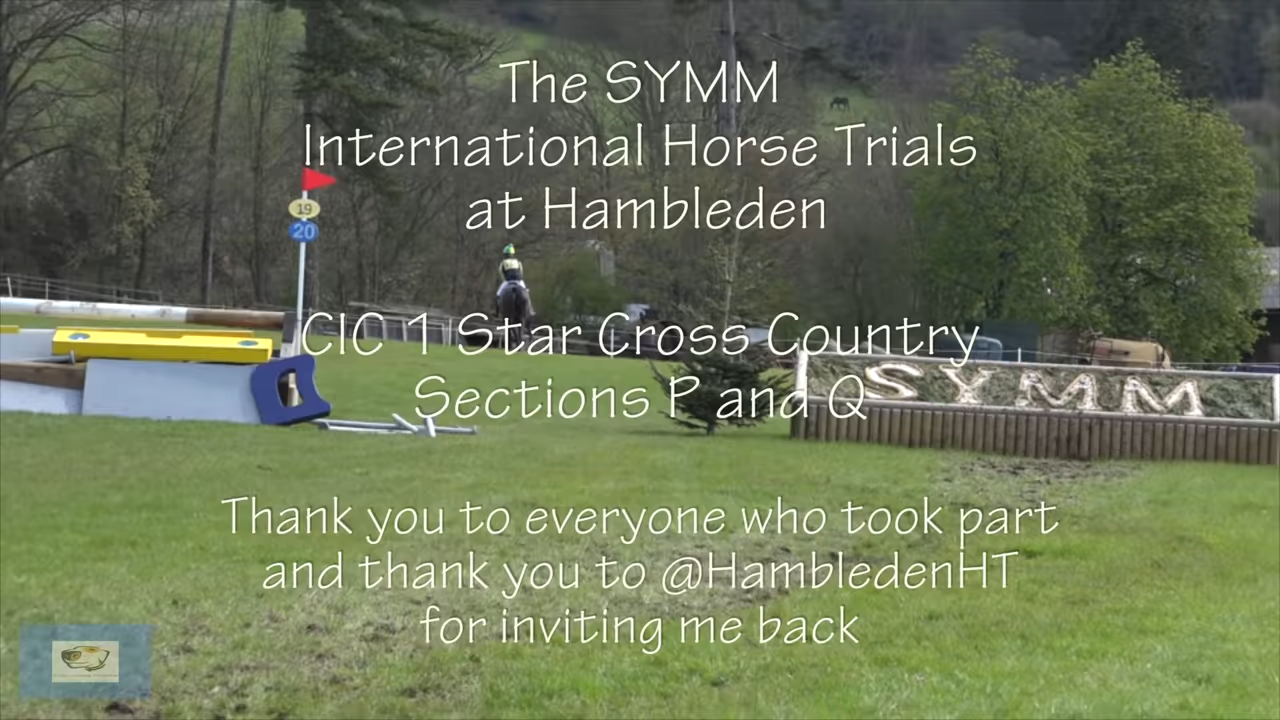 The SYMM
International Horse Trials
at Hambleden
19
20
CIC 1 Star Cross Country
Sections P and Q
SYMM
Thank you to everyone who took part
and thank you to @HambledenHT
for inviting me back